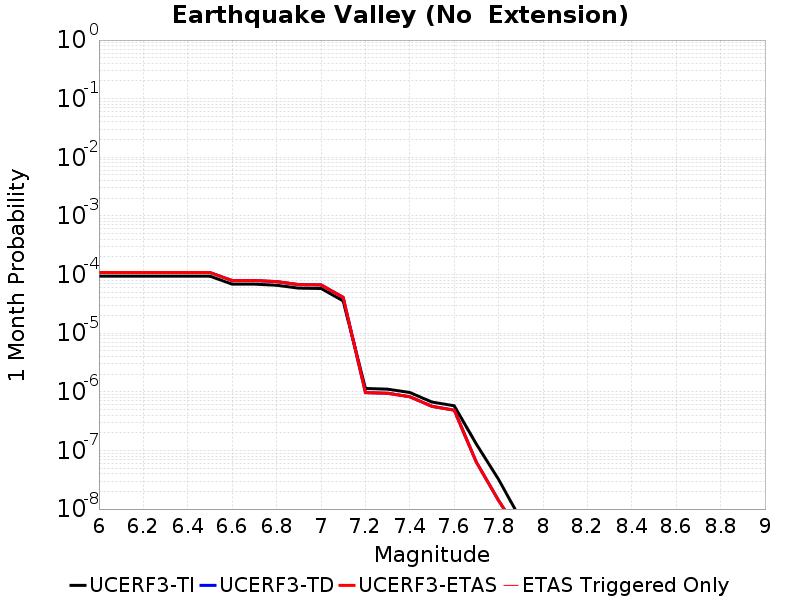 Earthquake Valley (No  Extension)
10^0
10^-1
10^-2
10^-3
10^-4
10^-5
10^-6
10^-7
10^-8
1 Month Probability
6 6.2 6.4 6.6 6.8 7 7.2 7.4 7.6 7.8 8 8.2 8.4 8.6 8.8 9
Magnitude
UCERF3-TI UCERF3-TD UCERF3-ETAS ETAS Triggered Only